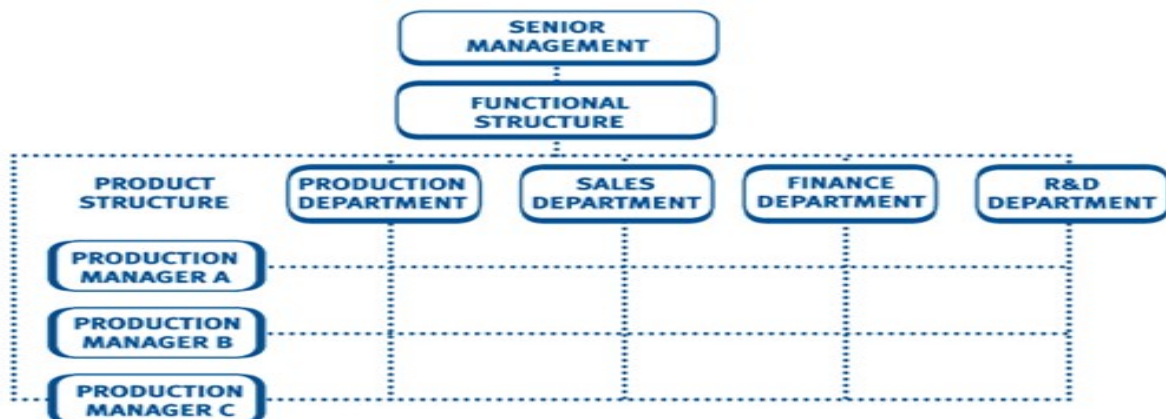 SENIOR
MANAGEMENT
FUNCTIONAL
STRUCTURE
PRODUCT
STRUCTURE
PRODUCTION
DEPARTMENT
SALES
DEPARTMENT
FINANCE
DEPARTMENT
R&D
DEPARTMENT
PRODUCTION
MANAGER A
PRODUCTION
MANAGER B
PRODUCTION
MANAGER C